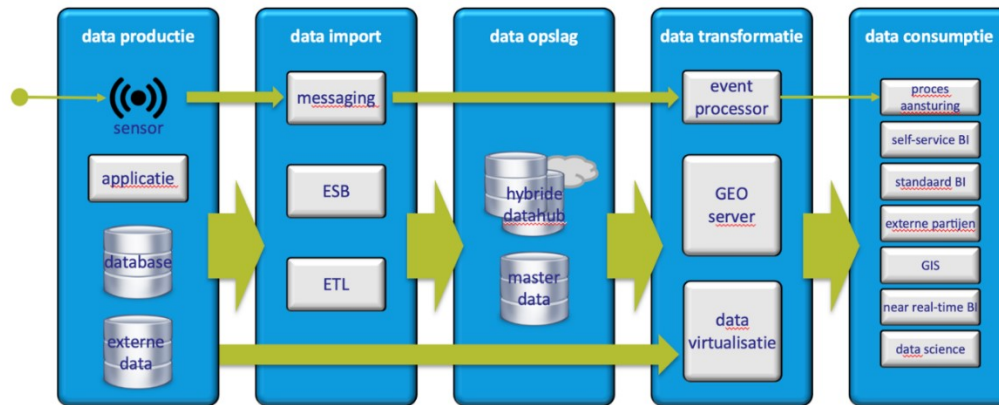 data productie
sensor
applicatie
database
externe
data
data import
messaging
ESB
ETL
data opslag
hybride
datahub
master
data
data transformatie
event
processor
GEO
server
data
virtualisatie
data consumptie
proces
aansturing
self-service BI
standaard BI
externe partijen
GIS
near real-time BI
data science